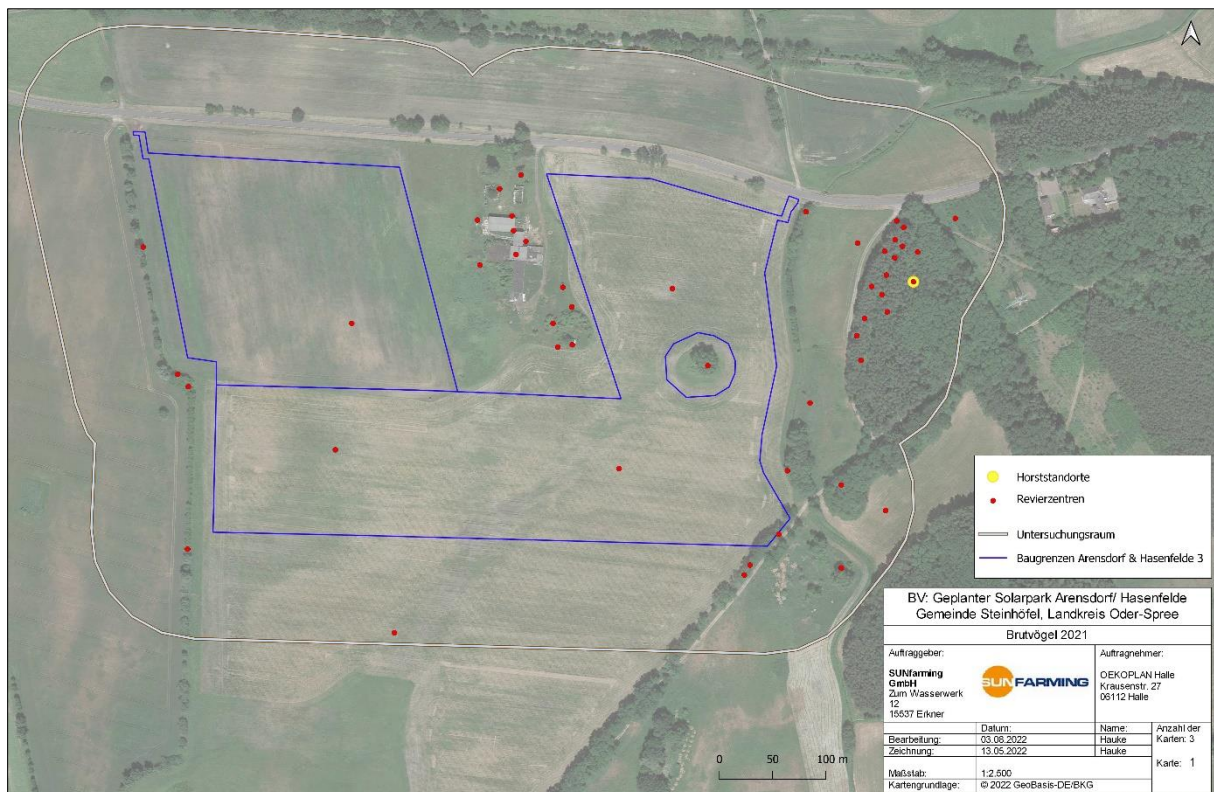 Horststandorte
Revierzentren
Untersuchungsraum
Baugrenzen Arensdorf & Hasenfelde 3
0 50 100 m
BV: Geplanter Solarpark Arensdorf/ Hasenfelde
Gemeinde Steinhöfel, Landkreis Oder-Spree
Brutvögel 2021
Auftraggeber:
SUNfarming
GmbH
Zum Wasserwerk
12
15537 Erkner
SUNFARMING
Auftragnehmer:
OEKOPLAN Halle
Krausenstr. 27
06112 Halle
Datum: Name:
Bearbeitung: 03.08.2022 Hauke
Zeichnung: 13.05.2022 Hauke
Maßstab: 1:2.500
Kartengrundlage: © 2022 GeoBasis-DE/BKG
Anzahl der
Karten: 3
Karte: 1